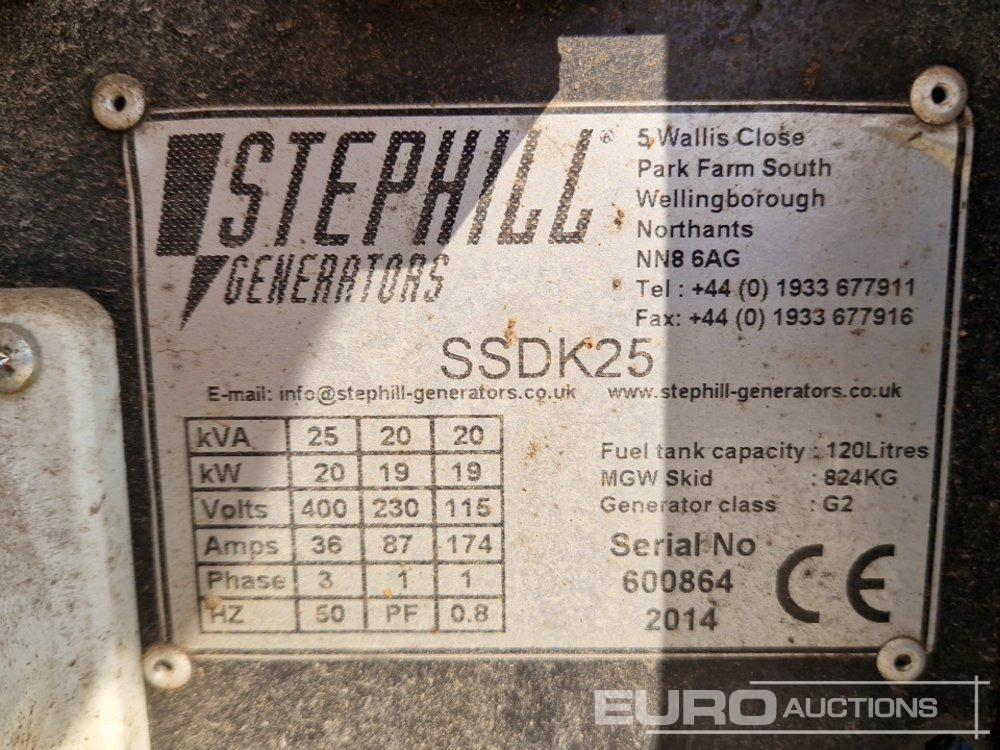 STEPHILL®
GENERATORS
5 Wallis Close
Park Farm South
Wellingborough
Northants
NN8 6AG
Tel : +44 (0) 1933 677911
Fax: +44 (0) 1933 677916
SSDK25
E-mail: info@stephill-generators.co.uk www.stephill-generators.co.uk
kVA 25 20 20
kW 20 19 19
Volts 400 230 115
Amps 36 87 174
Phase 3 1 1
HZ 50 PF 0.8
Fuel tank capacity : 120Litres
MGW Skid : 824KG
Generator class : G2
Serial No
600864
2014
CE
EURO AUCTIONS